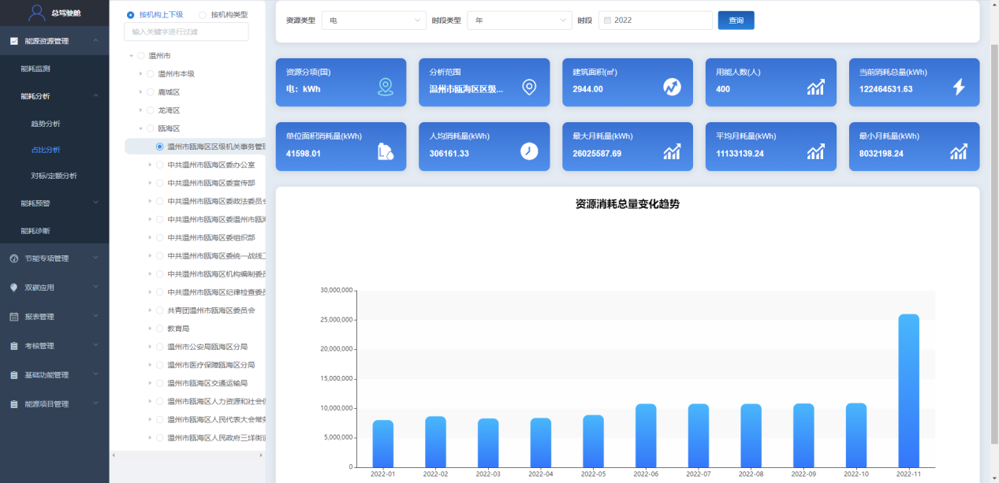 总驾驶舱
能源资源管理
能耗监测
能耗分析
趋势分析
占比分析
对标/定额分析
能耗预警
能耗诊断
节能专项管理
双碳应用
报表管理
考核管理
基础功能管理
能源项目管理
按机构上下级 按机构类型
输入关键字进行过滤
温州市
温州市本级
鹿城区
龙湾区
瓯海区
温州市瓯海区区级机关事务管理
中共温州市瓯海区委办公室
中共温州市瓯海区委宣传部
中共温州市瓯海区委政法委员会
中共温州市瓯海区委温州市瓯海
中共温州市瓯海区委组织部
中共温州市瓯海区委统一战线工
中共温州市瓯海区机构编制委员
中共温州市瓯海区纪律检查委员
共青团温州市瓯海区委员会
教育局
温州市公安局瓯海区分局
温州市医疗保障瓯海区分局
温州市瓯海区交通运输局
温州市瓯海区人力资源和社会保
温州市瓯海区人民代表大会常务
温州市瓯海区人民政府三垟街道
资源类型 电 时段类型 年 时段 2022 查询
资源分项(国)
电：kWh
分析范围
温州市瓯海区区级...
建筑面积(㎡)
2944.00
用能人数(人)
400
当前消耗总量(kWh)
122464531.63
单位面积消耗量(kWh)
41598.01
人均消耗量(kWh)
306161.33
最大月耗量(kWh)
26025587.69
平均月耗量(kWh)
11133139.24
最小月耗量(kWh)
8032198.24
资源消耗总量变化趋势
30,000,000
25,000,000
20,000,000
15,000,000
10,000,000
5,000,000
0
2022-01 2022-02 2022-03 2022-04 2022-05 2022-06 2022-07 2022-08 2022-09 2022-10 2022-11